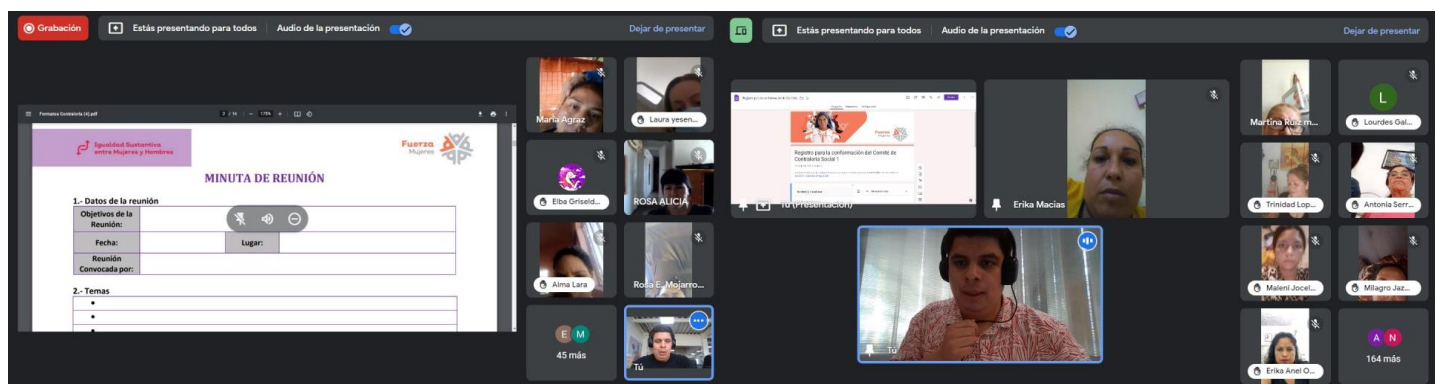 Grabación
Estás presentando para todos
Audio de la presentación
Dejar de presentar
Formatos Contraloría (4).pdf
2 / 14
175%
Igualdad Sustantiva
entre Mujeres y Hombres
Fuerza
Mujeres
MINUTA DE REUNIÓN
1.- Datos de la reunión
Objetivos de la
Reunión:
Fecha:
Lugar:
Reunión
Convocada por:
2.- Temas
María Agraz
Laura yesen...
Elba Griseld...
ROSA ALICIA
Alma Lara
Rosa E. Mojarro...
E M
45 más
Tú
Estás presentando para todos
Audio de la presentación
Dejar de presentar
Registro para la conformación del Comité de
Contraloría Social 1
Tú (Presentación)
Erika Macias
Tú
Martina Ruiz m...
L
Lourdes Gal...
Trinidad Lop...
Antonia Serr...
Maleni Jocel...
Milagro Jaz...
Erika Anel O...
A N
164 más